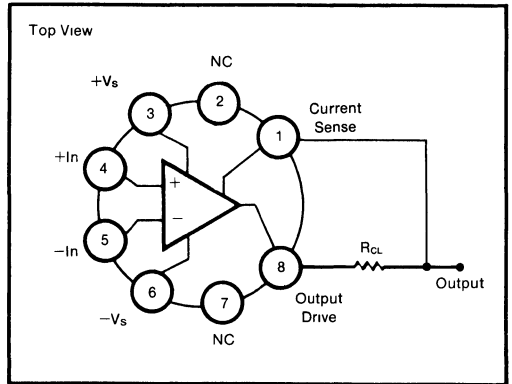 Top View
NC
+Vs
3
2
Current
Sense
1
+In
4
+
−
5
−In
RCL
8
Output
6
7
Output
Drive
−Vs
NC